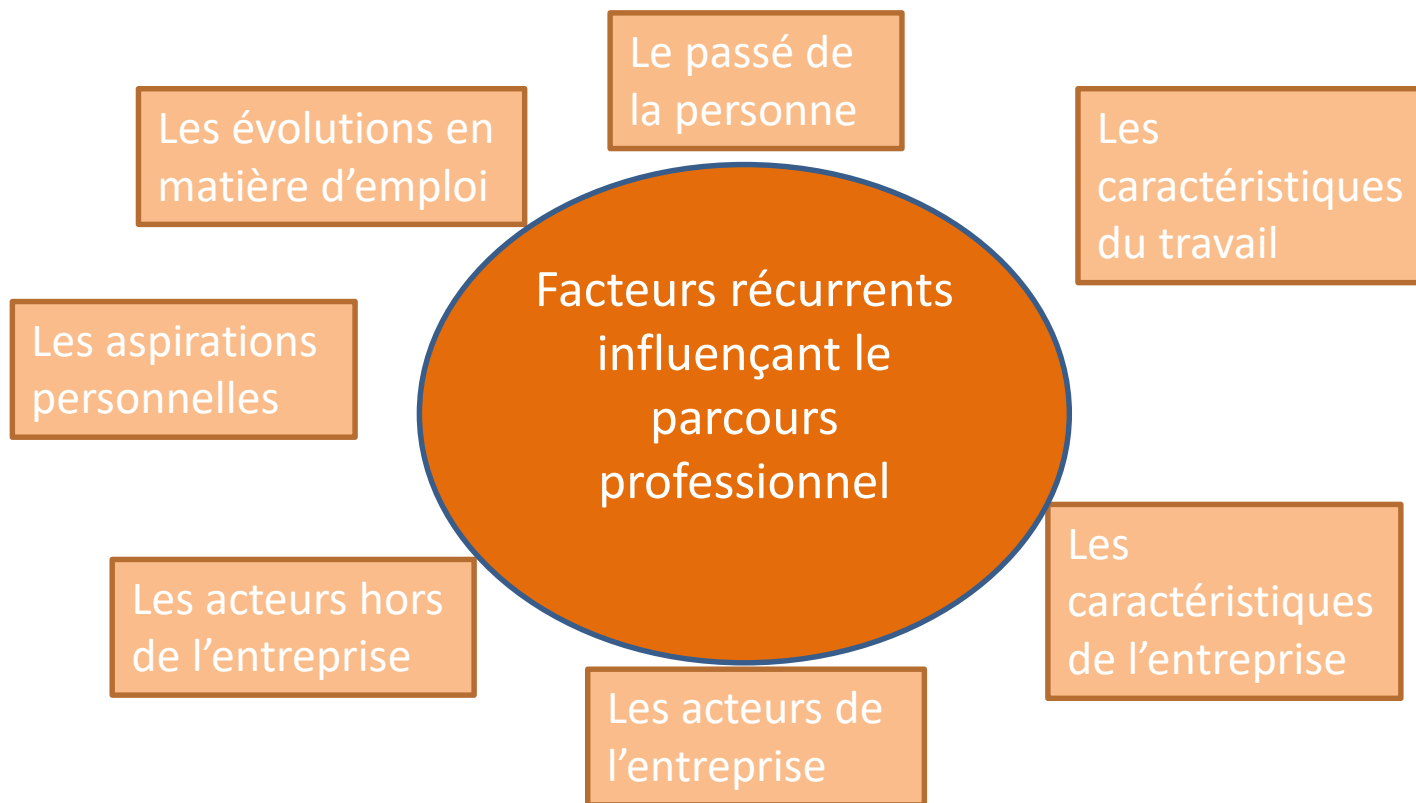 Le passé de
la personne
Les évolutions en
matière d’emploi
Les
caractéristiques
du travail
Facteurs récurrents
influençant le
parcours
professionnel
Les aspirations
personnelles
Les
caractéristiques
de l’entreprise
Les acteurs hors
de l’entreprise
Les acteurs de
l’entreprise